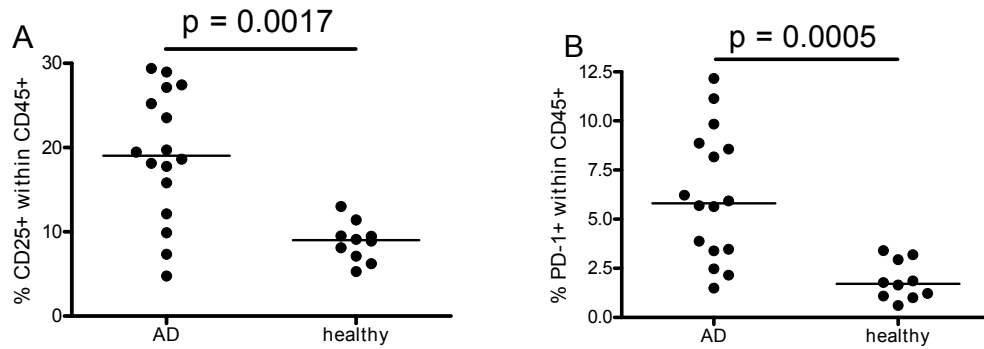 A
p = 0.0017
% CD25+ within CD45+
30
20
10
0
AD
healthy
B
p = 0.0005
% PD-1+ within CD45+
12.5
10.0
7.5
5.0
2.5
0.0
AD
healthy